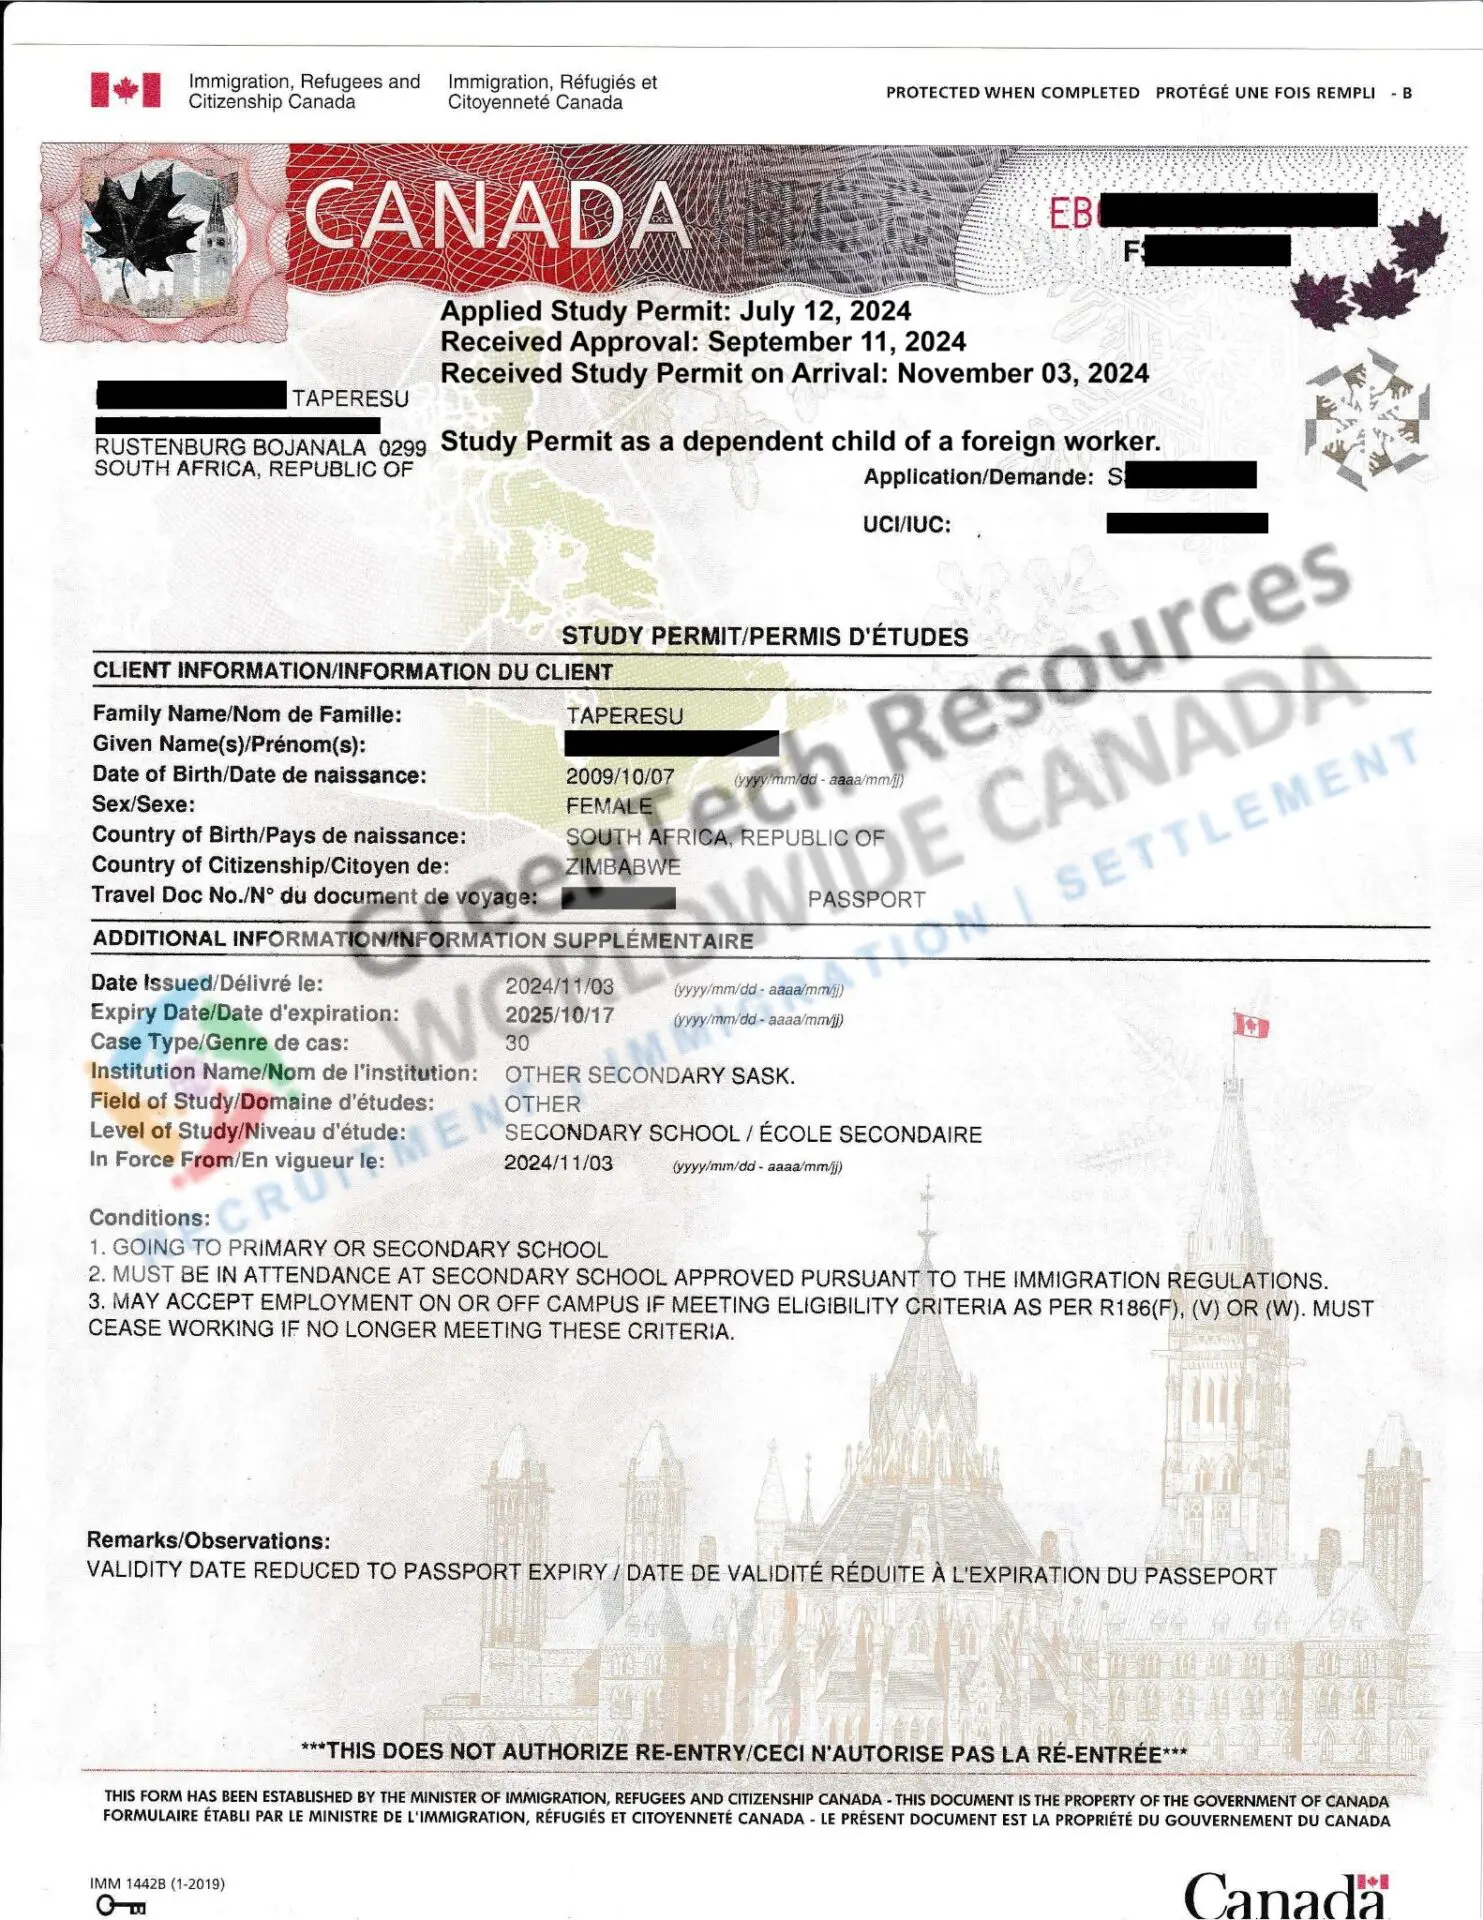 Immigration, Refugees and Citizenship Canada
Immigration, Réfugiés et Citoyenneté Canada
PROTECTED WHEN COMPLETED PROTÉGÉ UNE FOIS REMPLI - B
CANADA
EB
F
Applied Study Permit: July 12, 2024
Received Approval: September 11, 2024
Received Study Permit on Arrival: November 03, 2024
TAPERESU
RUSTENBURG BOJANALA 0299
SOUTH AFRICA, REPUBLIC OF
Study Permit as a dependent child of a foreign worker.
Application/Demande: S
UCI/IUC:
STUDY PERMIT/PERMIS D'ÉTUDES
CLIENT INFORMATION/INFORMATION DU CLIENT
Family Name/Nom de Famille: TAPERESU
Given Name(s)/Prénom(s):
Date of Birth/Date de naissance: 2009/10/07 (yyyy/mm/dd - aaaa/mm/jj)
Sex/Sexe: FEMALE
Country of Birth/Pays de naissance: SOUTH AFRICA, REPUBLIC OF
Country of Citizenship/Citoyen de: ZIMBABWE
Travel Doc No./N° du document de voyage: PASSPORT
ADDITIONAL INFORMATION/INFORMATION SUPPLÉMENTAIRE
Date Issued/Délivré le: 2024/11/03 (yyyy/mm/dd - aaaa/mm/jj)
Expiry Date/Date d'expiration: 2025/10/17 (yyyy/mm/dd - aaaa/mm/jj)
Case Type/Genre de cas: 30
Institution Name/Nom de l'institution: OTHER SECONDARY SASK.
Field of Study/Domaine d'études: OTHER
Level of Study/Niveau d'étude: SECONDARY SCHOOL / ÉCOLE SECONDAIRE
In Force From/En vigueur le: 2024/11/03 (yyyy/mm/dd - aaaa/mm/jj)
GreenTech Resources
WORLDWIDE CANADA
RECRUITMENT | IMMIGRATION | SETTLEMENT
Conditions:
1. GOING TO PRIMARY OR SECONDARY SCHOOL
2. MUST BE IN ATTENDANCE AT SECONDARY SCHOOL APPROVED PURSUANT TO THE IMMIGRATION REGULATIONS.
3. MAY ACCEPT EMPLOYMENT ON OR OFF CAMPUS IF MEETING ELIGIBILITY CRITERIA AS PER R186(F), (V) OR (W). MUST
CEASE WORKING IF NO LONGER MEETING THESE CRITERIA.
Remarks/Observations:
VALIDITY DATE REDUCED TO PASSPORT EXPIRY / DATE DE VALIDITÉ RÉDUITE À L'EXPIRATION DU PASSEPORT
***THIS DOES NOT AUTHORIZE RE-ENTRY/CECI N'AUTORISE PAS LA RÉ-ENTRÉE***
THIS FORM HAS BEEN ESTABLISHED BY THE MINISTER OF IMMIGRATION, REFUGEES AND CITIZENSHIP CANADA - THIS DOCUMENT IS THE PROPERTY OF THE GOVERNMENT OF CANADA
FORMULAIRE ÉTABLI PAR LE MINISTRE DE L'IMMIGRATION, RÉFUGIÉS ET CITOYENNETÉ CANADA - LE PRÉSENT DOCUMENT EST LA PROPRIÉTÉ DU GOUVERNEMENT DU CANADA
IMM 1442B (1-2019)
Canada